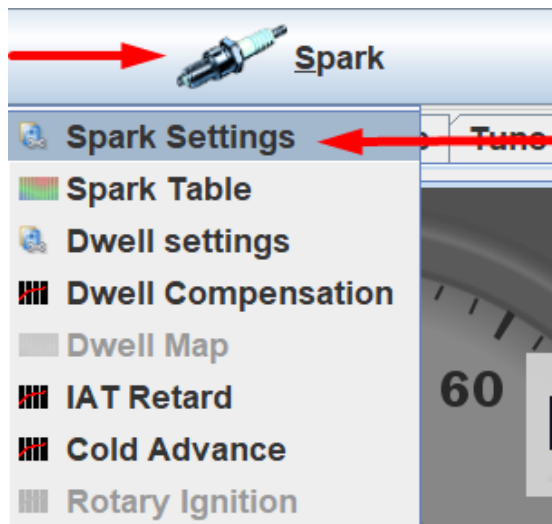 Spark
Spark Settings
Tune
Spark Table
Dwell settings
Dwell Compensation
Dwell Map
60
IAT Retard
Cold Advance
Rotary Ignition